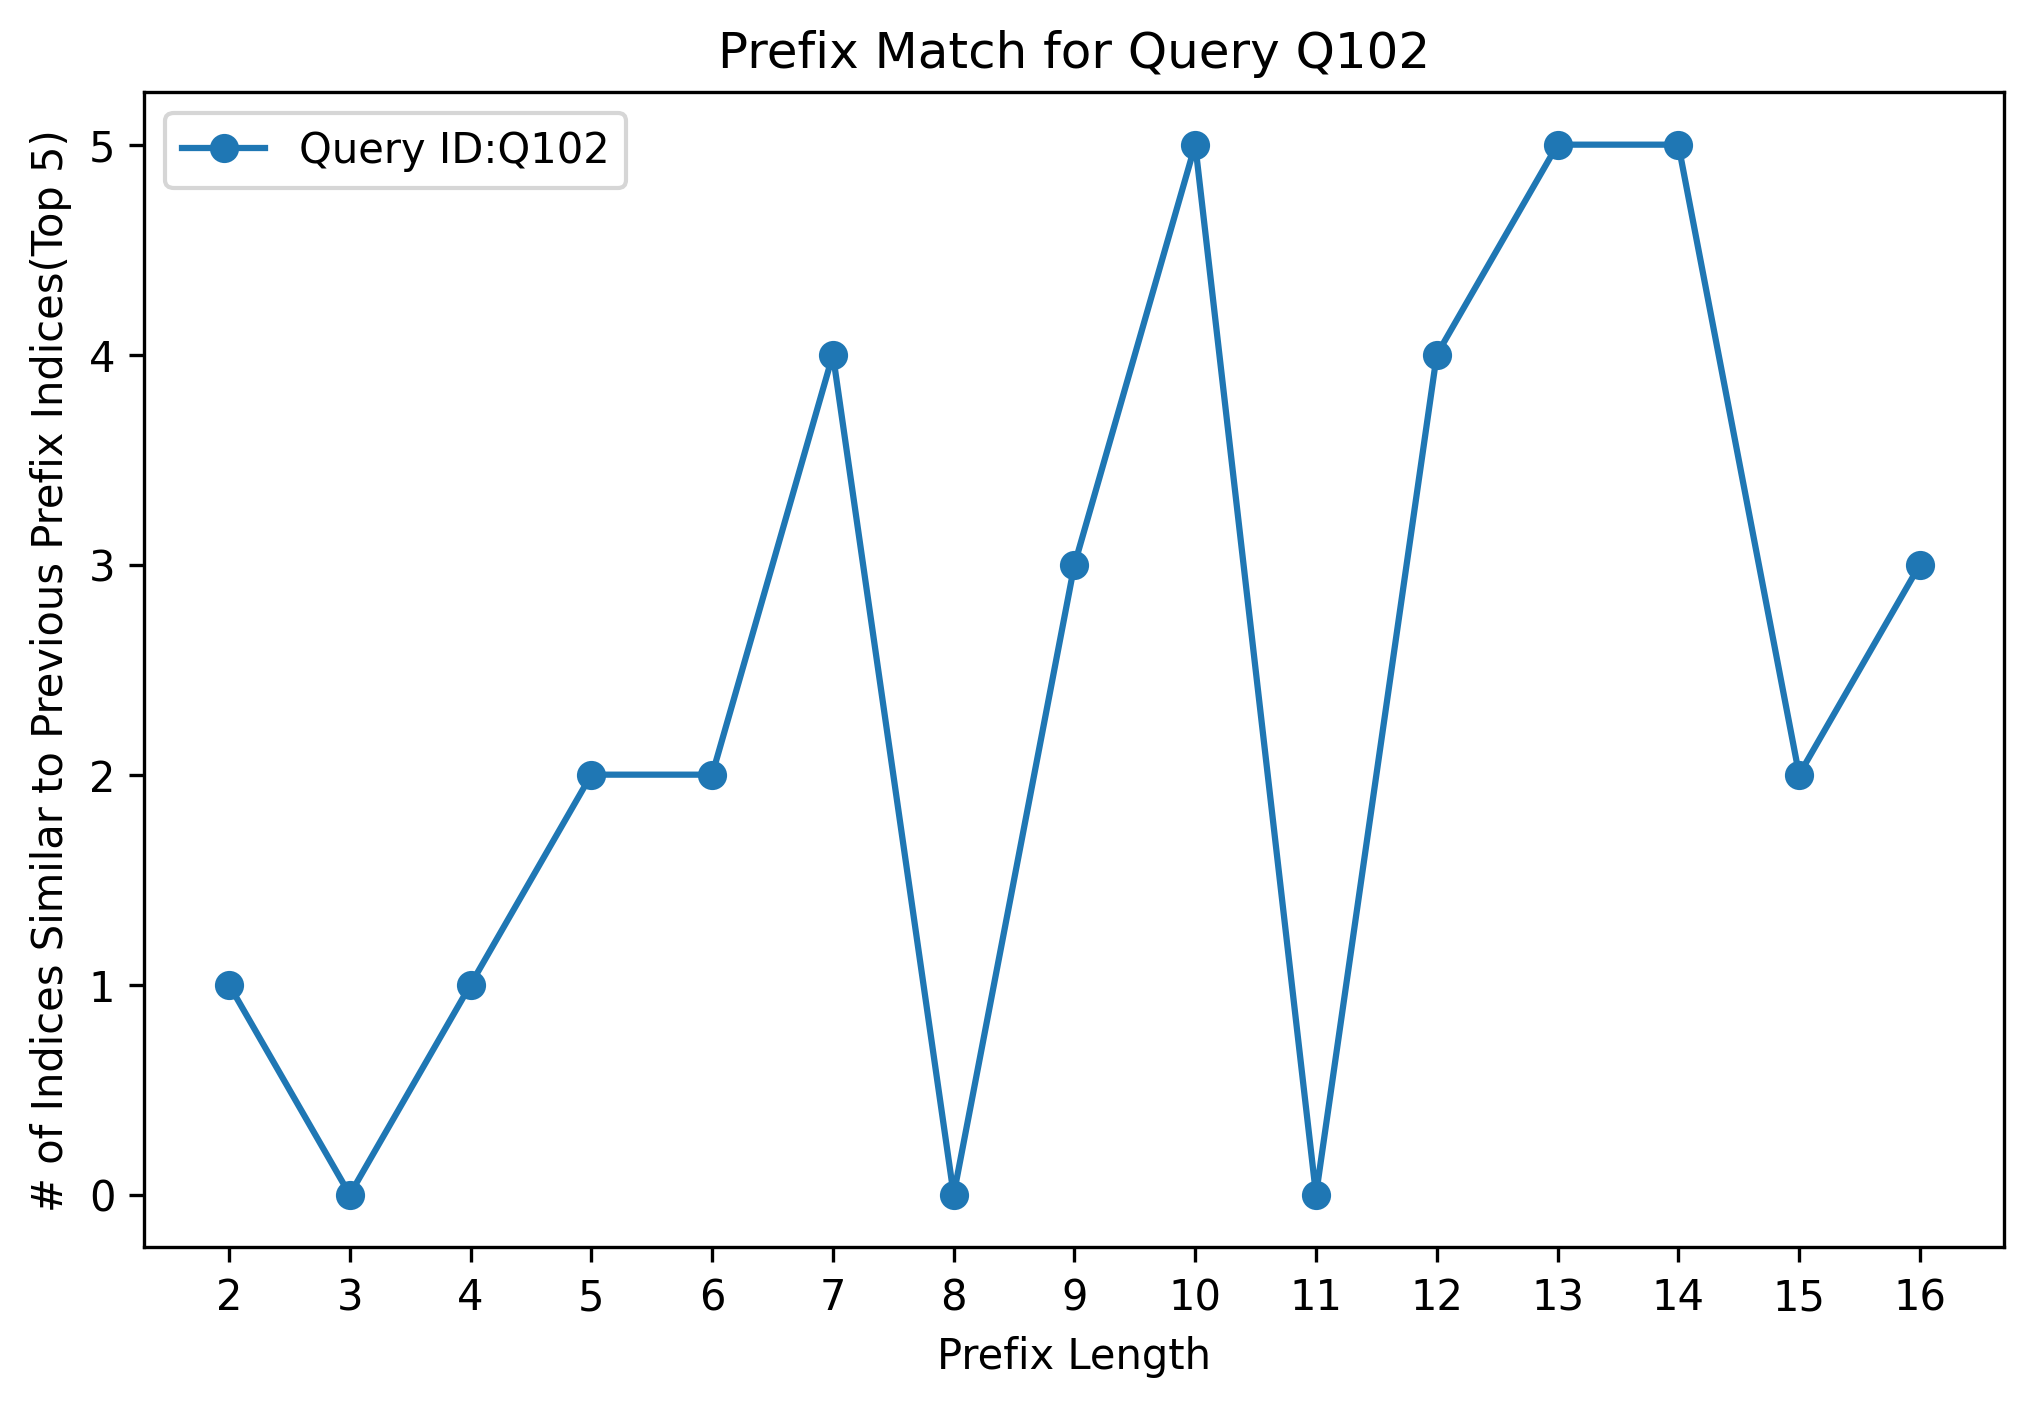 Prefix Match for Query Q102
Query ID:Q102
# of Indices Similar to Previous Prefix Indices(Top 5)
5
4
3
2
1
0
2 3 4 5 6 7 8 9 10 11 12 13 14 15 16
Prefix Length